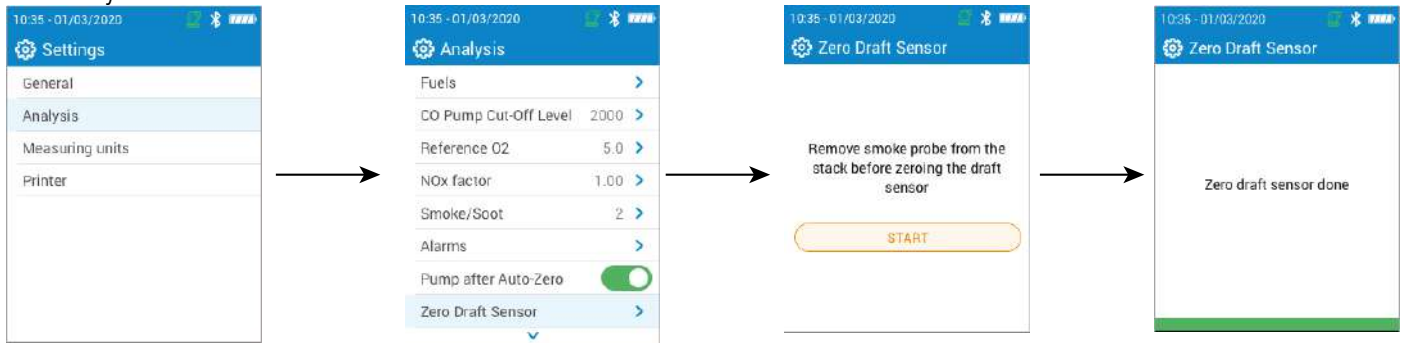 10:35 - 01/03/2020
Settings
General
Analysis
Measuring units
Printer
10:35 - 01/03/2020
Analysis
Fuels
CO Pump Cut-Off Level 2000
Reference O2 5.0
NOx factor 1.00
Smoke/Soot 2
Alarms
Pump after Auto-Zero
Zero Draft Sensor
10:35 - 01/03/2020
Zero Draft Sensor
Remove smoke probe from the
stack before zeroing the draft
sensor
START
10:35 - 01/03/2020
Zero Draft Sensor
Zero draft sensor done